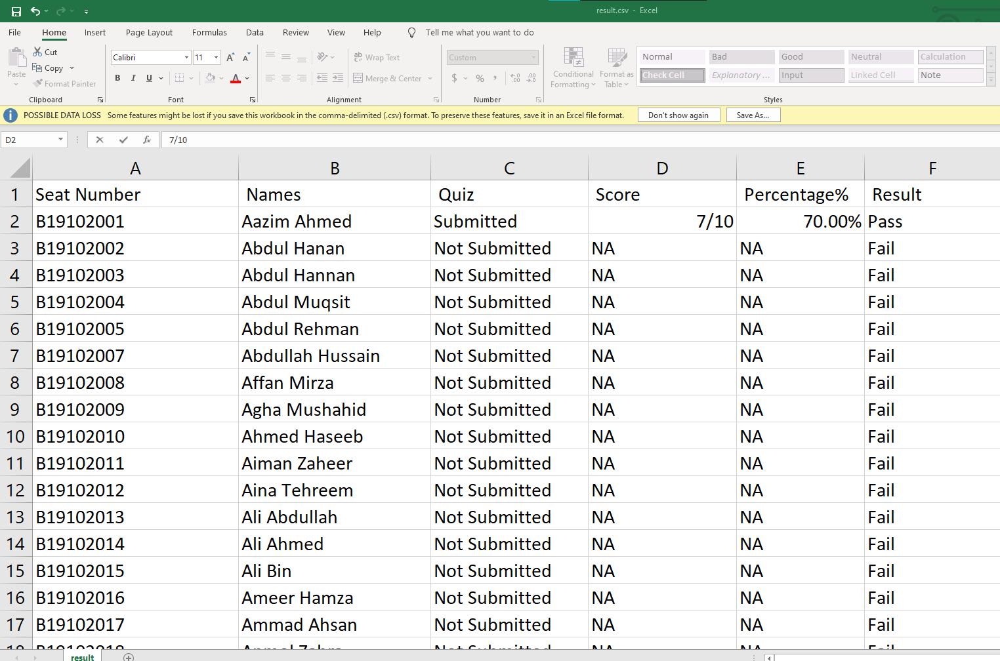 result.csv - Excel
File Home Insert Page Layout Formulas Data Review View Help Tell me what you want to do
Paste Cut Copy Format Painter
Calibri 11 A A
B I U A
Wrap Text
Merge & Center
Custom
$ % , .00 .00
Conditional Formatting Format as Table
Normal Bad Good Neutral Calculation
Check Cell Explanatory ... Input Linked Cell Note
Clipboard Font Alignment Number Styles
POSSIBLE DATA LOSS Some features might be lost if you save this workbook in the comma-delimited (.csv) format. To preserve these features, save it in an Excel file format. Don't show again Save As...
D2 fx 7/10
A B C D E F
1 Seat Number Names Quiz Score Percentage% Result
2 B19102001 Aazim Ahmed Submitted 7/10 70.00% Pass
3 B19102002 Abdul Hanan Not Submitted NA NA Fail
4 B19102003 Abdul Hannan Not Submitted NA NA Fail
5 B19102004 Abdul Muqsit Not Submitted NA NA Fail
6 B19102005 Abdul Rehman Not Submitted NA NA Fail
7 B19102007 Abdullah Hussain Not Submitted NA NA Fail
8 B19102008 Affan Mirza Not Submitted NA NA Fail
9 B19102009 Agha Mushahid Not Submitted NA NA Fail
10 B19102010 Ahmed Haseeb Not Submitted NA NA Fail
11 B19102011 Aiman Zaheer Not Submitted NA NA Fail
12 B19102012 Aina Tehreem Not Submitted NA NA Fail
13 B19102013 Ali Abdullah Not Submitted NA NA Fail
14 B19102014 Ali Ahmed Not Submitted NA NA Fail
15 B19102015 Ali Bin Not Submitted NA NA Fail
16 B19102016 Ameer Hamza Not Submitted NA NA Fail
17 B19102017 Ammad Ahsan Not Submitted NA NA Fail
result